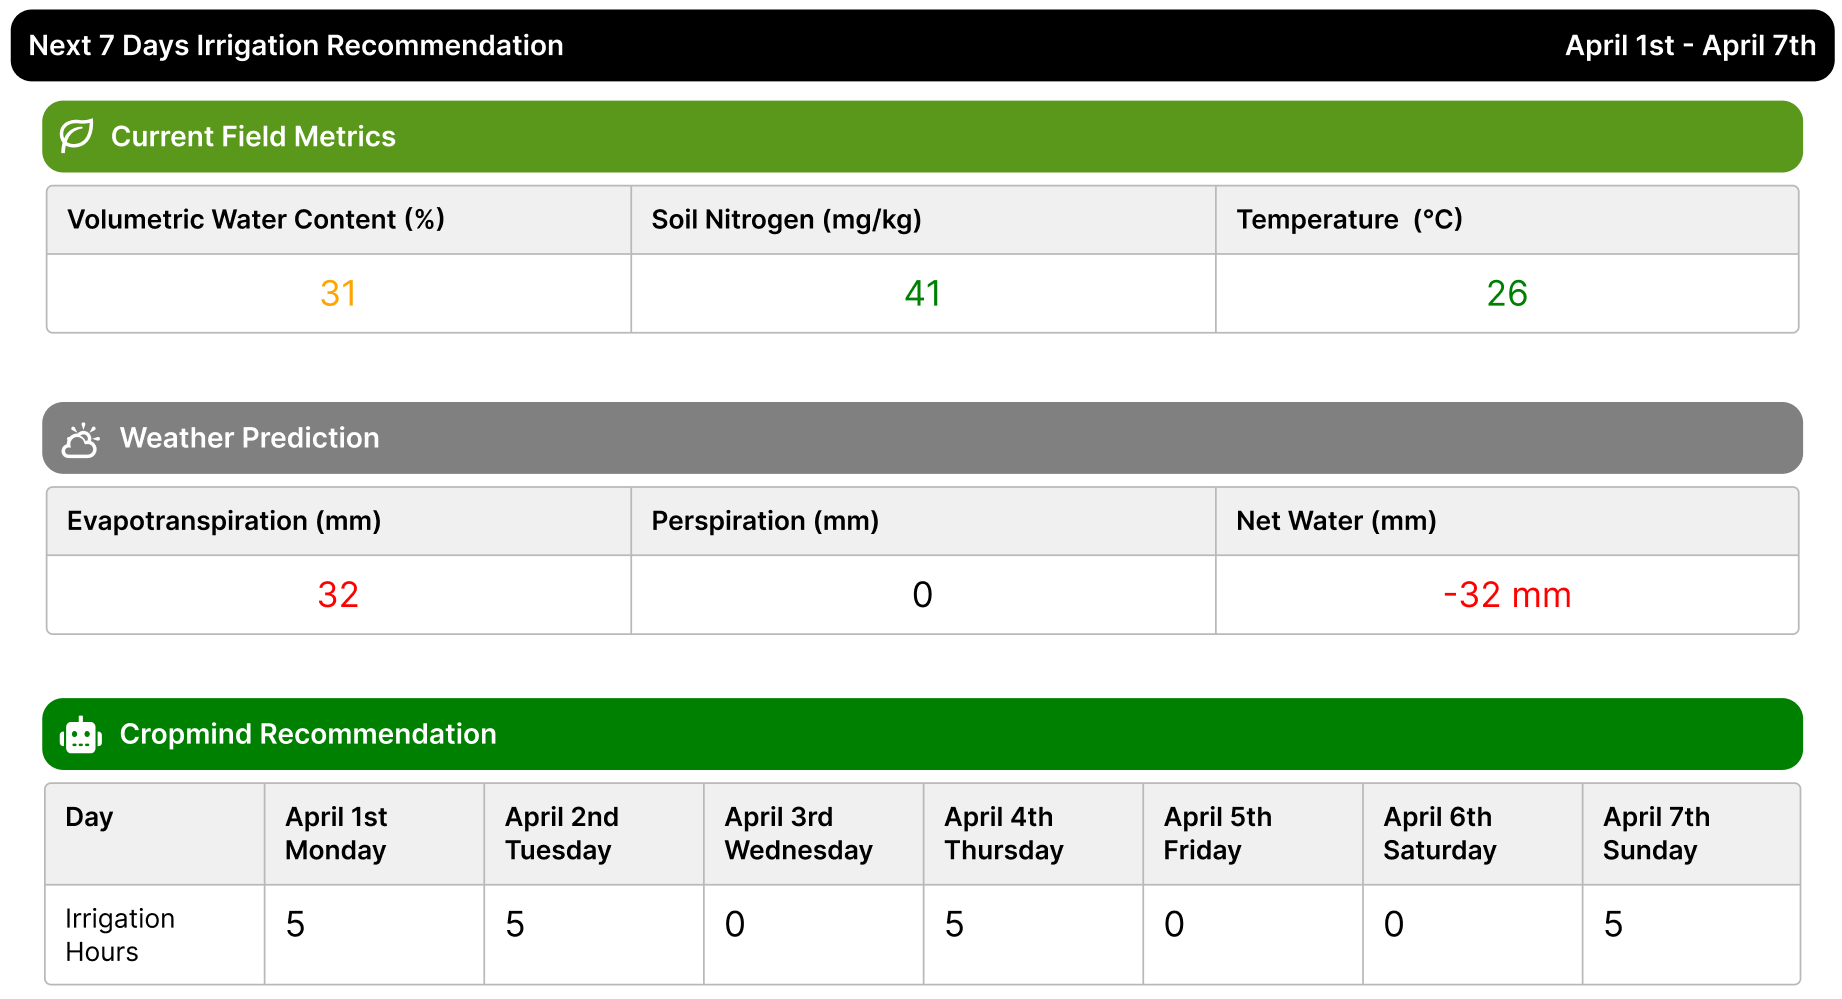 Next 7 Days Irrigation Recommendation April 1st - April 7th
Current Field Metrics
Volumetric Water Content (%) Soil Nitrogen (mg/kg) Temperature (°C)
31 41 26
Weather Prediction
Evapotranspiration (mm) Perspiration (mm) Net Water (mm)
32 0 -32 mm
Cropmind Recommendation
Day April 1st April 2nd April 3rd April 4th April 5th April 6th April 7th
Monday Tuesday Wednesday Thursday Friday Saturday Sunday
Irrigation 5 5 0 5 0 0 5
Hours